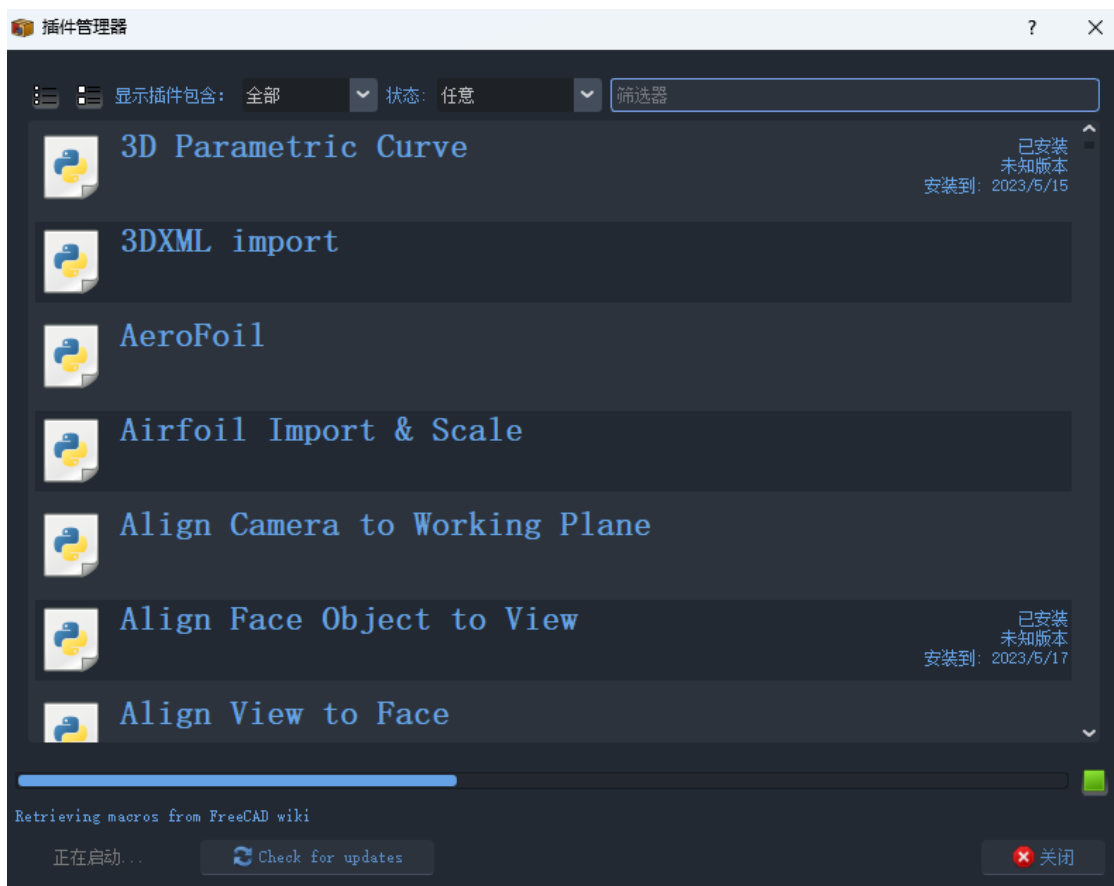 插件管理器
?
显示插件包含: 全部 状态: 任意 筛选器
3D Parametric Curve
已安装
未知版本
安装到: 2023/5/15
3DXML import
AeroFoil
Airfoil Import & Scale
Align Camera to Working Plane
Align Face Object to View
已安装
未知版本
安装到: 2023/5/17
Align View to Face
Retrieving macros from FreeCAD wiki
正在启动... Check for updates 关闭